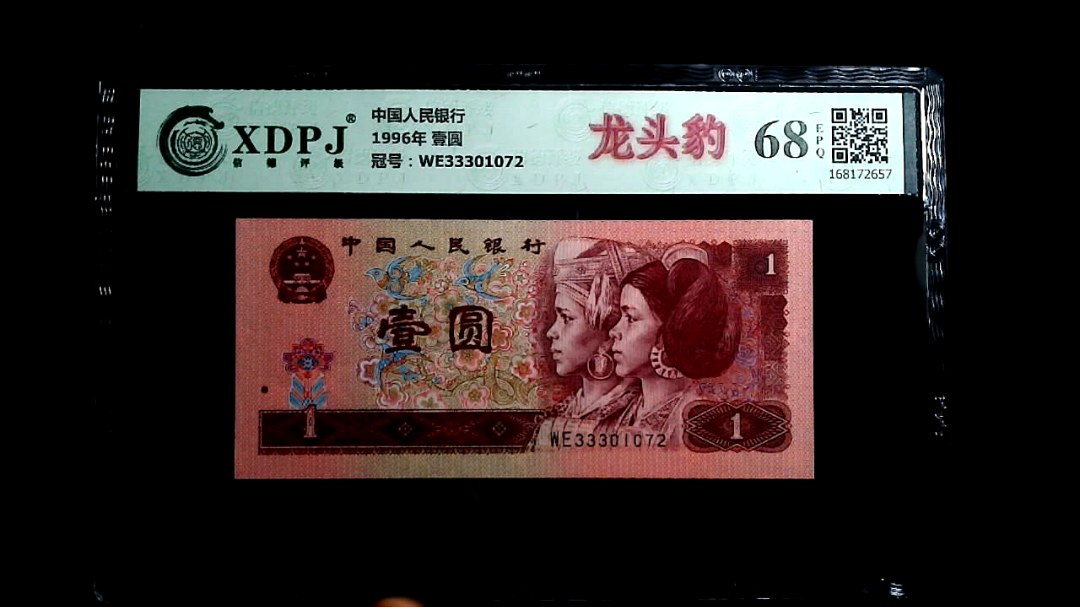 XDPJ®
信德评级
中国人民银行
1996年 壹圆
冠号：WE33301072
龙头豹
68
EPQ
168172657
中国人民银行
1
壹圆
1
WE33301072
1